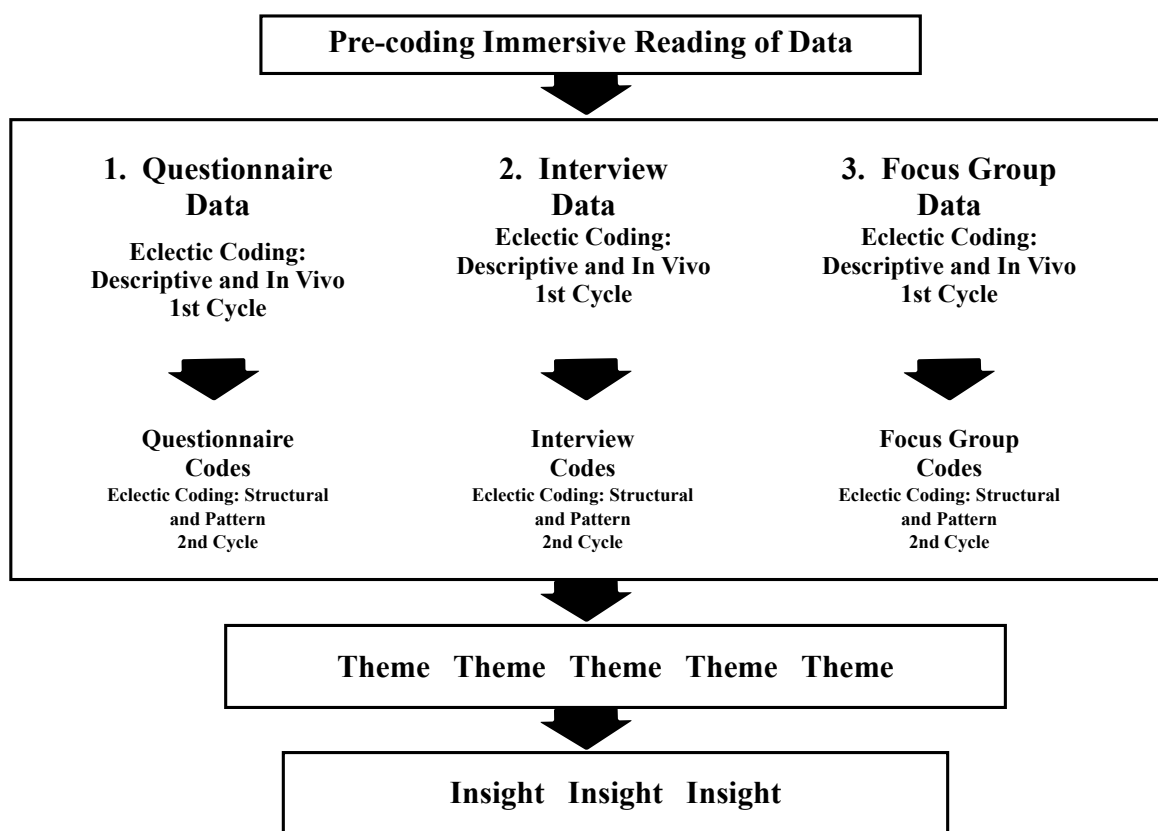 Pre-coding Immersive Reading of Data
1. Questionnaire
Data
Eclectic Coding:
Descriptive and In Vivo
1st Cycle
2. Interview
Data
Eclectic Coding:
Descriptive and In Vivo
1st Cycle
3. Focus Group
Data
Eclectic Coding:
Descriptive and In Vivo
1st Cycle
Questionnaire
Codes
Eclectic Coding: Structural
and Pattern
2nd Cycle
Interview
Codes
Eclectic Coding: Structural
and Pattern
2nd Cycle
Focus Group
Codes
Eclectic Coding: Structural
and Pattern
2nd Cycle
Theme Theme Theme Theme Theme
Insight Insight Insight